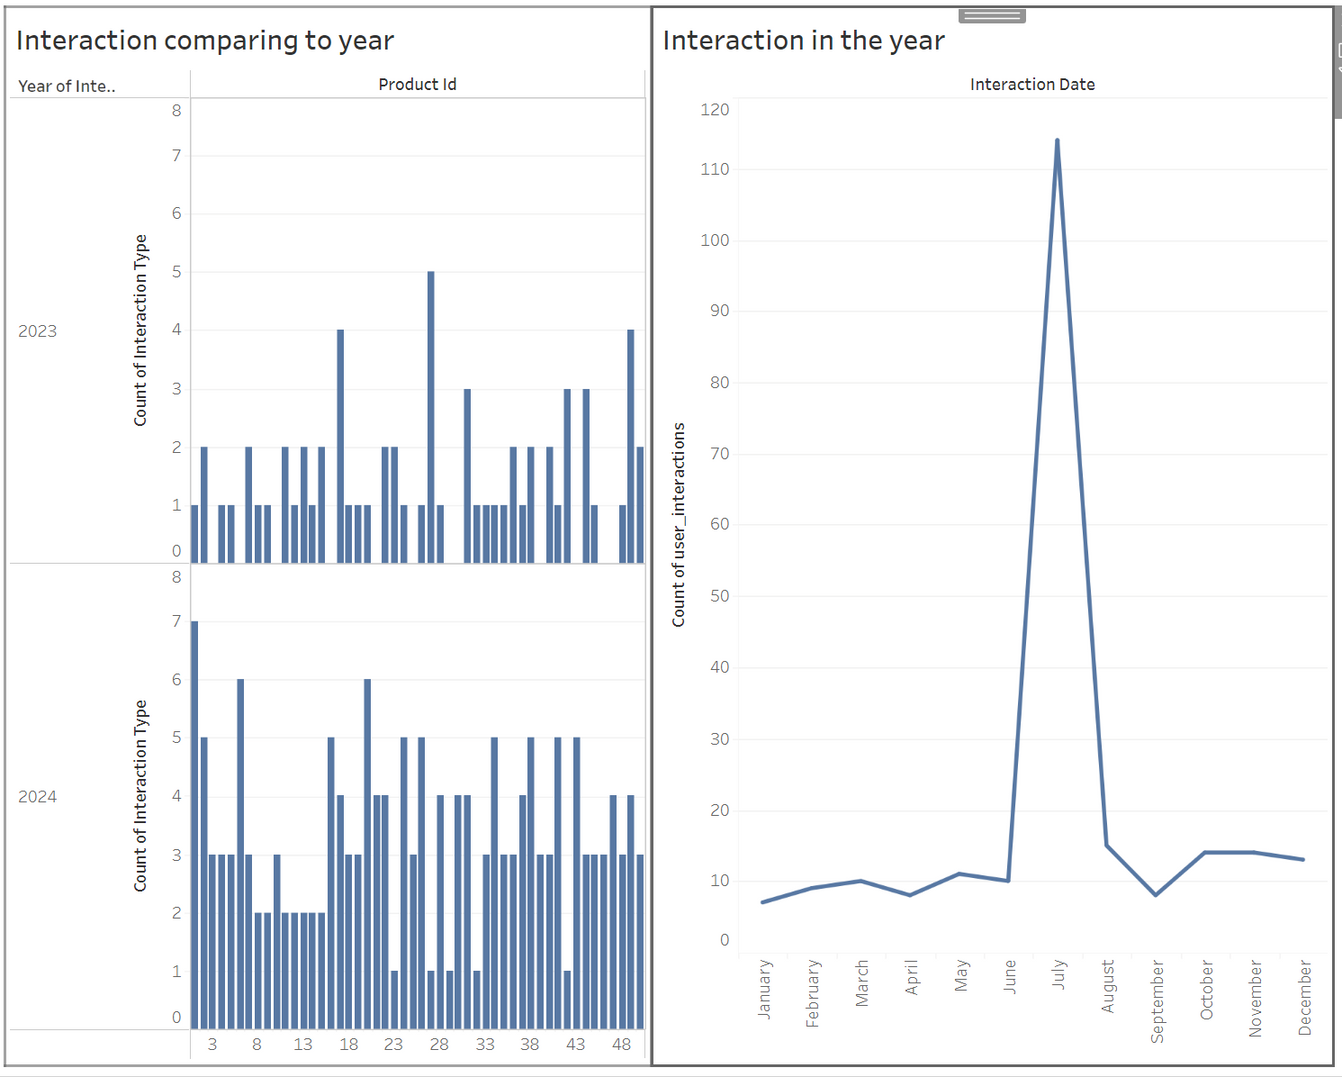 Interaction comparing to year
Year of Inte..
Product Id
2023
Count of Interaction Type
8
7
6
5
4
3
2
1
0
2024
Count of Interaction Type
8
7
6
5
4
3
2
1
0
3 8 13 18 23 28 33 38 43 48
Interaction in the year
Interaction Date
Count of user_interactions
120
110
100
90
80
70
60
50
40
30
20
10
0
January
February
March
April
May
June
July
August
September
October
November
December